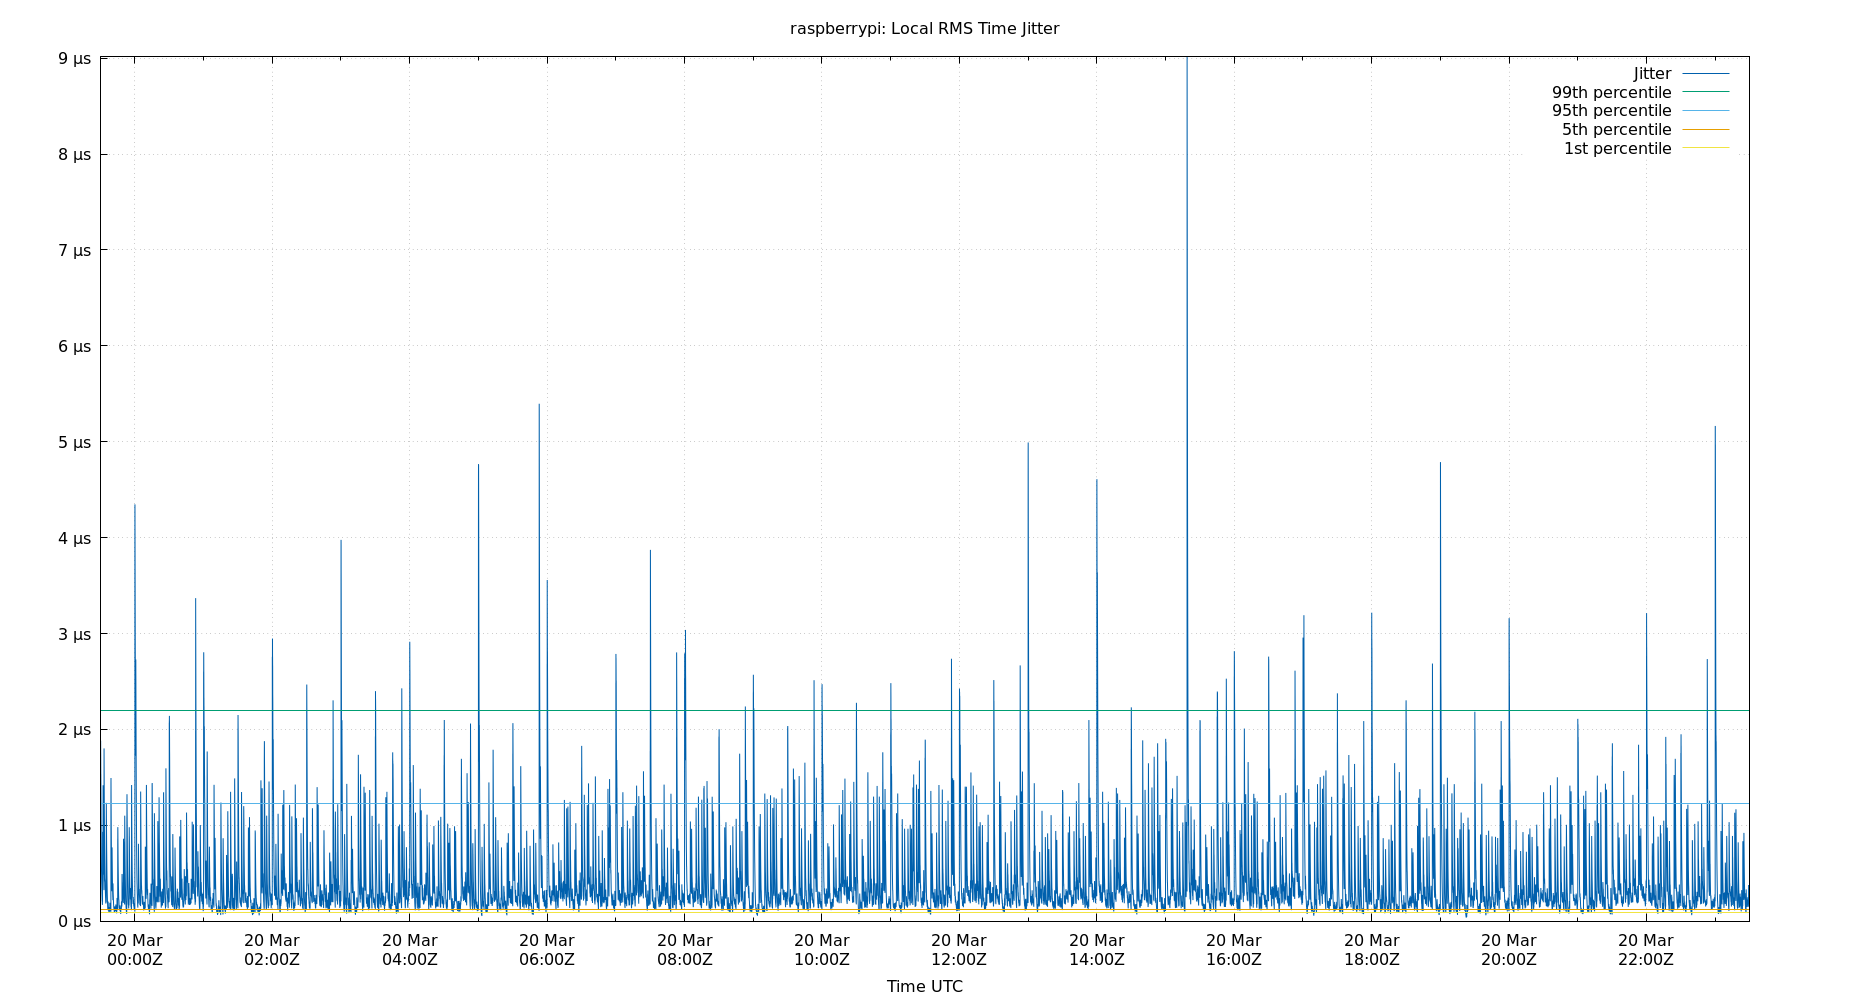 raspberrypi: Local RMS Time Jitter
9 µs
8 µs
7 µs
6 µs
5 µs
4 µs
3 µs
2 µs
1 µs
0 µs
Jitter
99th percentile
95th percentile
5th percentile
1st percentile
20 Mar 20 Mar 20 Mar 20 Mar 20 Mar 20 Mar 20 Mar 20 Mar 20 Mar 20 Mar 20 Mar 20 Mar
00:00Z 02:00Z 04:00Z 06:00Z 08:00Z 10:00Z 12:00Z 14:00Z 16:00Z 18:00Z 20:00Z 22:00Z
Time UTC